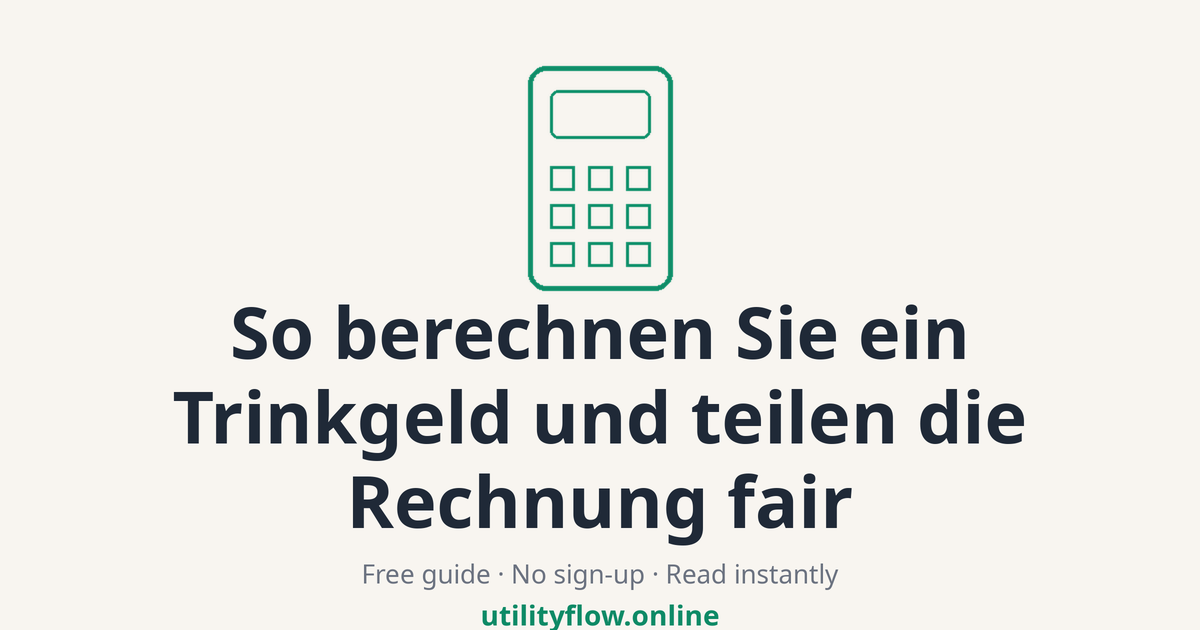 So berechnen Sie ein
Trinkgeld und teilen die
Rechnung fair
Free guide · No sign-up · Read instantly
utilityflow.online